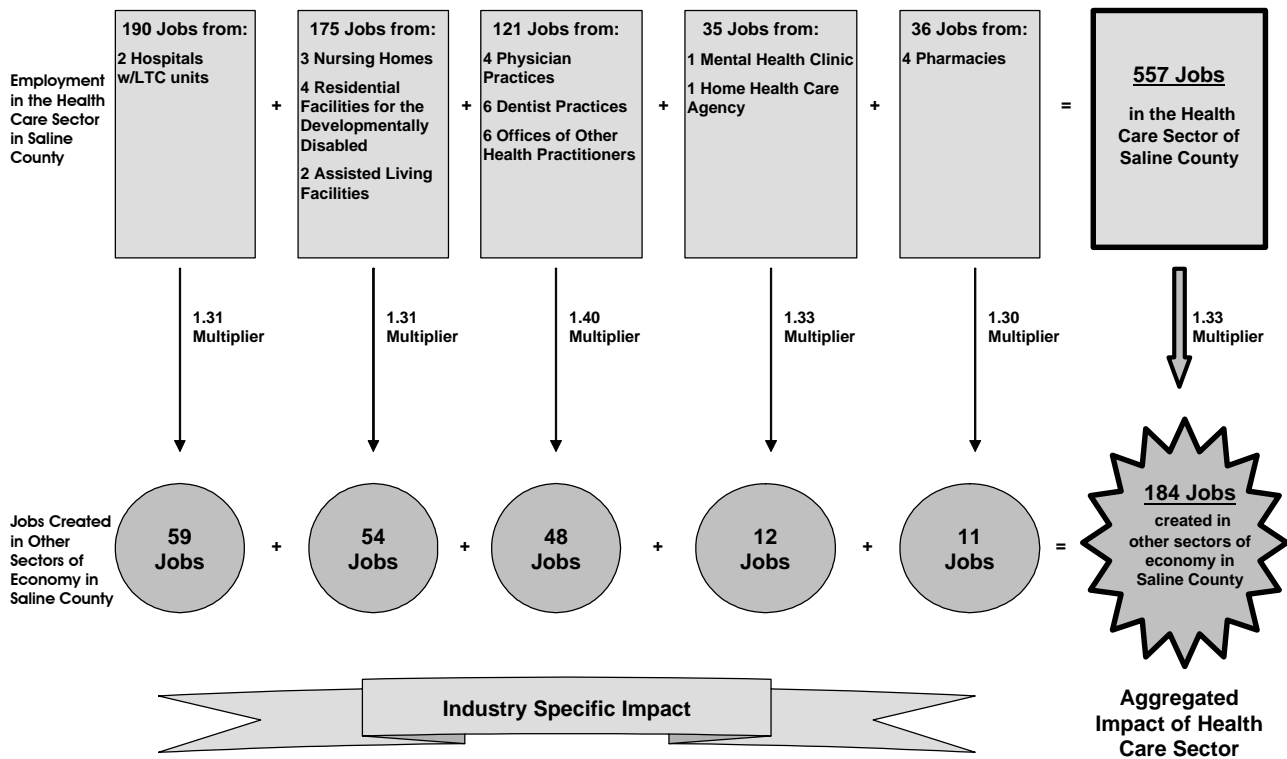 Employment
in the Health
Care Sector
in Saline
County
190 Jobs from:
2 Hospitals
w/LTC units
+
175 Jobs from:
3 Nursing Homes
4 Residential
Facilities for the
Developmentally
Disabled
2 Assisted Living
Facilities
+
121 Jobs from:
4 Physician
Practices
6 Dentist Practices
6 Offices of Other
Health Practitioners
+
35 Jobs from:
1 Mental Health Clinic
1 Home Health Care
Agency
+
36 Jobs from:
4 Pharmacies
=
557 Jobs
in the Health
Care Sector of
Saline County
1.31
Multiplier
1.31
Multiplier
1.40
Multiplier
1.33
Multiplier
1.30
Multiplier
1.33
Multiplier
Jobs Created
in Other
Sectors of
Economy in
Saline County
59
Jobs
+
54
Jobs
+
48
Jobs
+
12
Jobs
+
11
Jobs
=
184 Jobs
created in
other sectors of
economy in
Saline County
Industry Specific Impact
Aggregated
Impact of Health
Care Sector